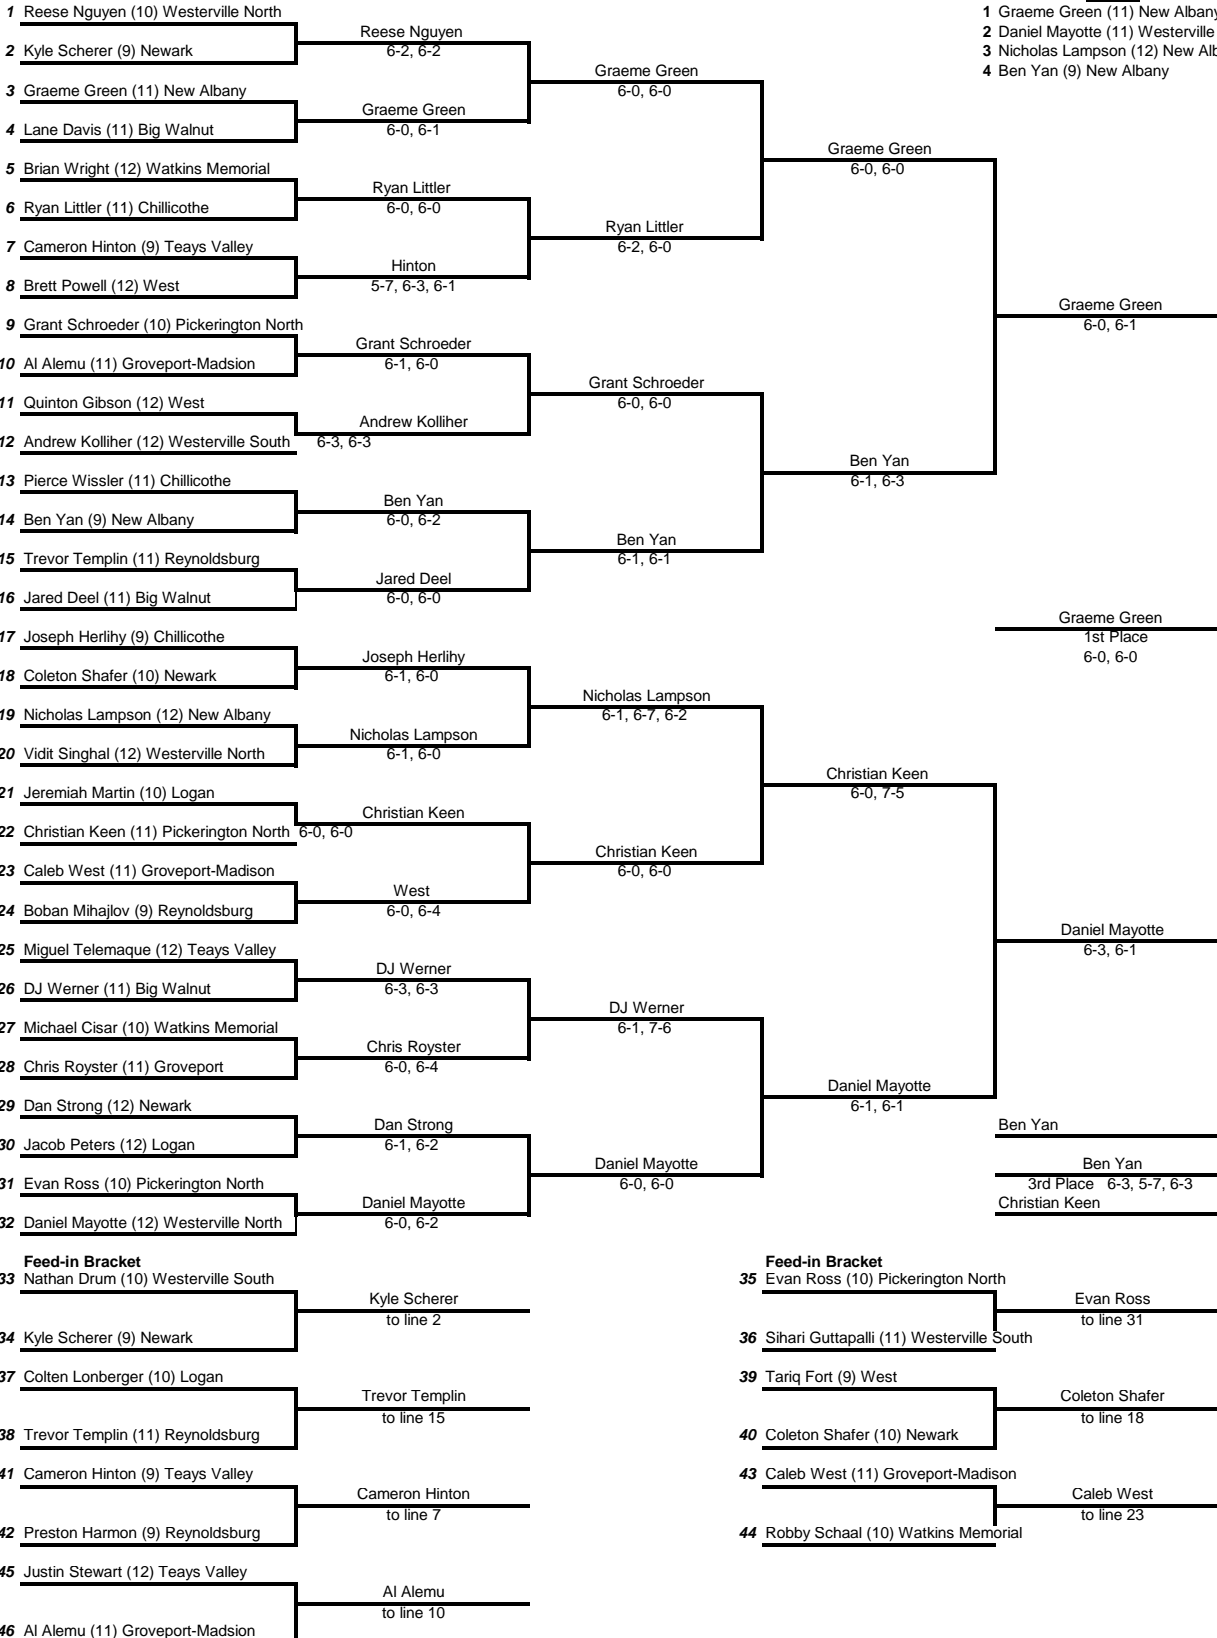 1 Reese Nguyen (10) Westerville North
2 Kyle Scherer (9) Newark
3 Graeme Green (11) New Albany
4 Lane Davis (11) Big Walnut
5 Brian Wright (12) Watkins Memorial
6 Ryan Littler (11) Chillicothe
7 Cameron Hinton (9) Teays Valley
8 Brett Powell (12) West
9 Grant Schroeder (10) Pickerington North
10 Al Alemu (11) Groveport-Madsion
11 Quinton Gibson (12) West
12 Andrew Kolliher (12) Westerville South
13 Pierce Wissler (11) Chillicothe
14 Ben Yan (9) New Albany
15 Trevor Templin (11) Reynoldsburg
16 Jared Deel (11) Big Walnut
17 Joseph Herlihy (9) Chillicothe
18 Coleton Shafer (10) Newark
19 Nicholas Lampson (12) New Albany
20 Vidit Singhal (12) Westerville North
21 Jeremiah Martin (10) Logan
22 Christian Keen (11) Pickerington North
23 Caleb West (11) Groveport-Madison
24 Boban Mihajlov (9) Reynoldsburg
25 Miguel Telemaque (12) Teays Valley
26 DJ Werner (11) Big Walnut
27 Michael Cisar (10) Watkins Memorial
28 Chris Royster (11) Groveport
29 Dan Strong (12) Newark
30 Jacob Peters (12) Logan
31 Evan Ross (10) Pickerington North
32 Daniel Mayotte (12) Westerville North
Reese Nguyen
6-2, 6-2
Graeme Green
6-0, 6-1
Ryan Littler
6-0, 6-0
Hinton
5-7, 6-3, 6-1
Grant Schroeder
6-1, 6-0
Andrew Kolliher
6-3, 6-3
Ben Yan
6-0, 6-2
Jared Deel
6-0, 6-0
Joseph Herlihy
6-1, 6-0
Nicholas Lampson
6-1, 6-0
Christian Keen
6-0, 6-0
West
6-0, 6-4
DJ Werner
6-3, 6-3
Chris Royster
6-0, 6-4
Dan Strong
6-1, 6-2
Daniel Mayotte
6-0, 6-2
Graeme Green
6-0, 6-0
Ryan Littler
6-2, 6-0
Grant Schroeder
6-0, 6-0
Ben Yan
6-1, 6-1
Nicholas Lampson
6-1, 6-7, 6-2
Christian Keen
6-0, 6-0
DJ Werner
6-1, 7-6
Daniel Mayotte
6-0, 6-0
Graeme Green
6-0, 6-0
Ben Yan
6-1, 6-3
Christian Keen
6-0, 7-5
Daniel Mayotte
6-1, 6-1
1 Graeme Green (11) New Albany
2 Daniel Mayotte (11) Westerville
3 Nicholas Lampson (12) New
4 Ben Yan (9) New Albany
Graeme Green
6-0, 6-1
Graeme Green
1st Place
6-0, 6-0
Daniel Mayotte
6-3, 6-1
Ben Yan
Ben Yan
3rd Place 6-3, 5-7, 6-3
Christian Keen
Feed-in Bracket
33 Nathan Drum (10) Westerville South
34 Kyle Scherer (9) Newark
Kyle Scherer
to line 2
37 Colten Lonberger (10) Logan
38 Trevor Templin (11) Reynoldsburg
Trevor Templin
to line 15
41 Cameron Hinton (9) Teays Valley
42 Preston Harmon (9) Reynoldsburg
Cameron Hinton
to line 7
45 Justin Stewart (12) Teays Valley
46 Al Alemu (11) Groveport-Madsion
Al Alemu
to line 10
Feed-in Bracket
35 Evan Ross (10) Pickerington North
36 Sihari Guttapalli (11) Westerville South
Evan Ross
to line 31
39 Tariq Fort (9) West
40 Coleton Shafer (10) Newark
Coleton Shafer
to line 18
43 Caleb West (11) Groveport-Madison
44 Robby Schaal (10) Watkins Memorial
Caleb West
to line 23